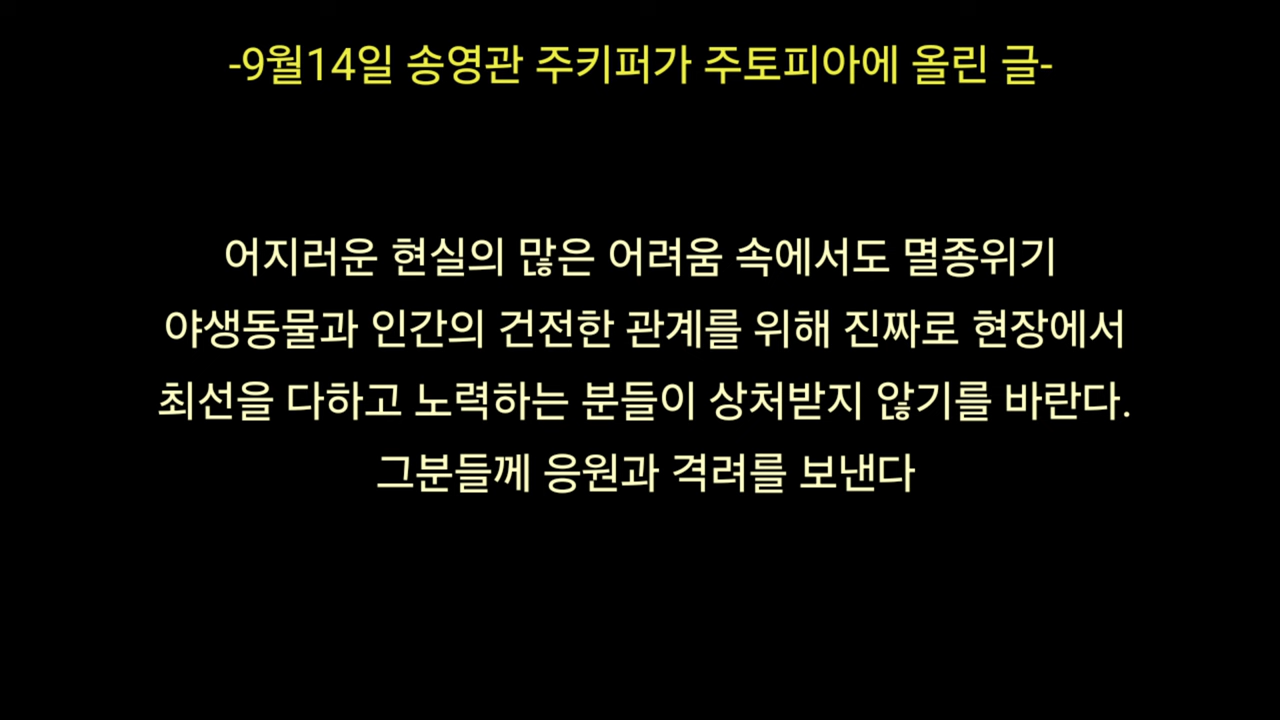 -9월14일 송영관 주키퍼가 주토피아에 올린 글-
어지러운 현실의 많은 어려움 속에서도 멸종위기
야생동물과 인간의 건전한 관계를 위해 진짜로 현장에서
최선을 다하고 노력하는 분들이 상처받지 않기를 바란다.
그분들께 응원과 격려를 보낸다